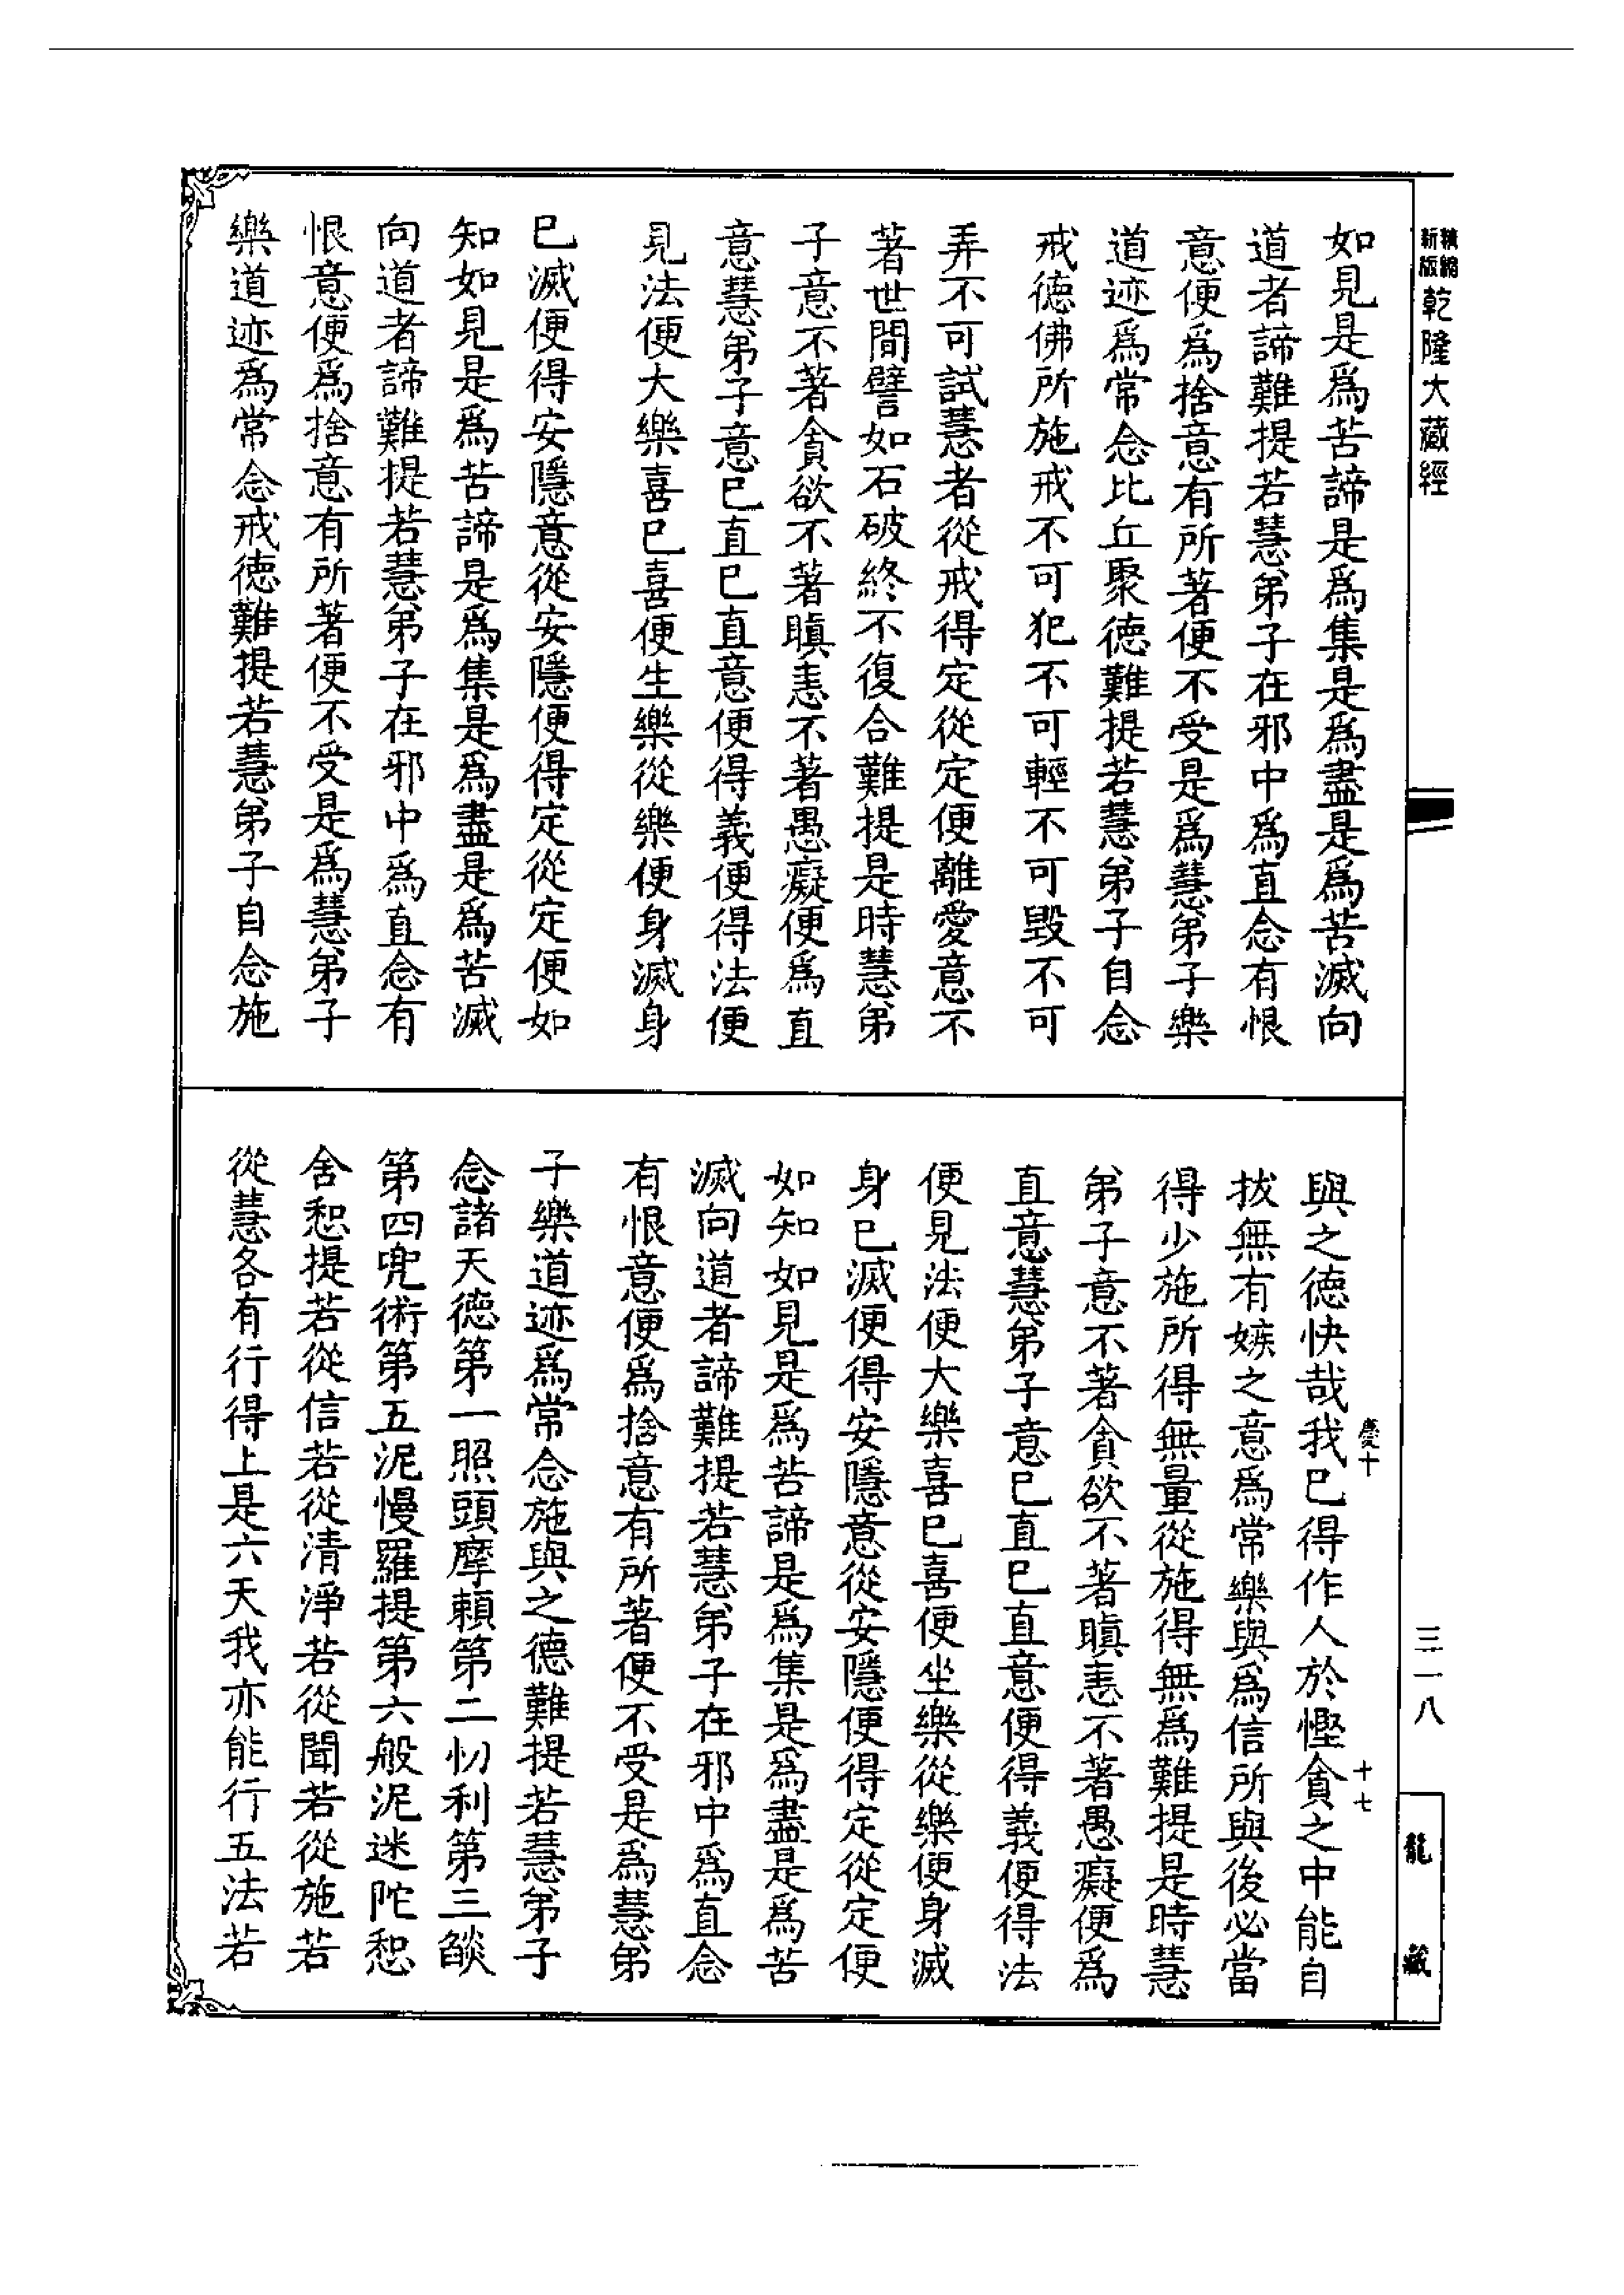 精縮
新版
乾隆大藏經
如見是爲苦諦是爲集是爲盡是爲苦滅向
道者諦難提若慧弟子在邪中爲直念有恨
意便爲捨意有所著便不受是爲慧弟子樂
道迹爲常念比丘聚德難提若慧弟子自念
戒德佛所施戒不可犯不可輕不可毀不可
弄不可試慧者從戒得定從定便離愛意不
著世間譬如石破終不復合難提是時慧弟
子意不著貪欲不著瞋恚不著愚癡便爲直
意慧弟子意已直已直意便得義便得法便
見法便大樂喜已喜便生樂從樂便身滅身
已滅便得安隱意從安隱便得定從定便如
知如見是爲苦諦是爲集是爲盡是爲苦滅
向道者諦難提若慧弟子在邪中爲直念有
恨意便爲捨意有所著便不受是爲慧弟子
樂道迹爲常念戒德難提若慧弟子自念施
與之德快哉我已得作人於慳貪之中能自
拔無有嫉之意爲常樂與爲信所與後必當
得少施所得無量從施得無爲難提是時慧
弟子意不著貪欲不著瞋恚不著愚癡便爲
直意慧弟子意已直已直意便得義便得法
便見法便大樂喜已喜便坐樂從樂便身滅
身已滅便得安隱意從安隱便得定從定便
如知如見是爲苦諦是爲集是爲盡是爲苦
滅向道者諦難提若慧弟子在邪中爲直念
有恨意便爲捨意有所著便不受是爲慧弟
子樂道迹爲常念施與之德難提若慧弟子
念諸天德第一照頭摩賴第二忉利第三燄
第四兜術第五泥慢羅提第六般泥迷陀惒
舍惒提若從信若從清淨若從聞若從施若
從慧各有行得上是六天我亦能行五法若
慶十
十七
三一八
龍藏